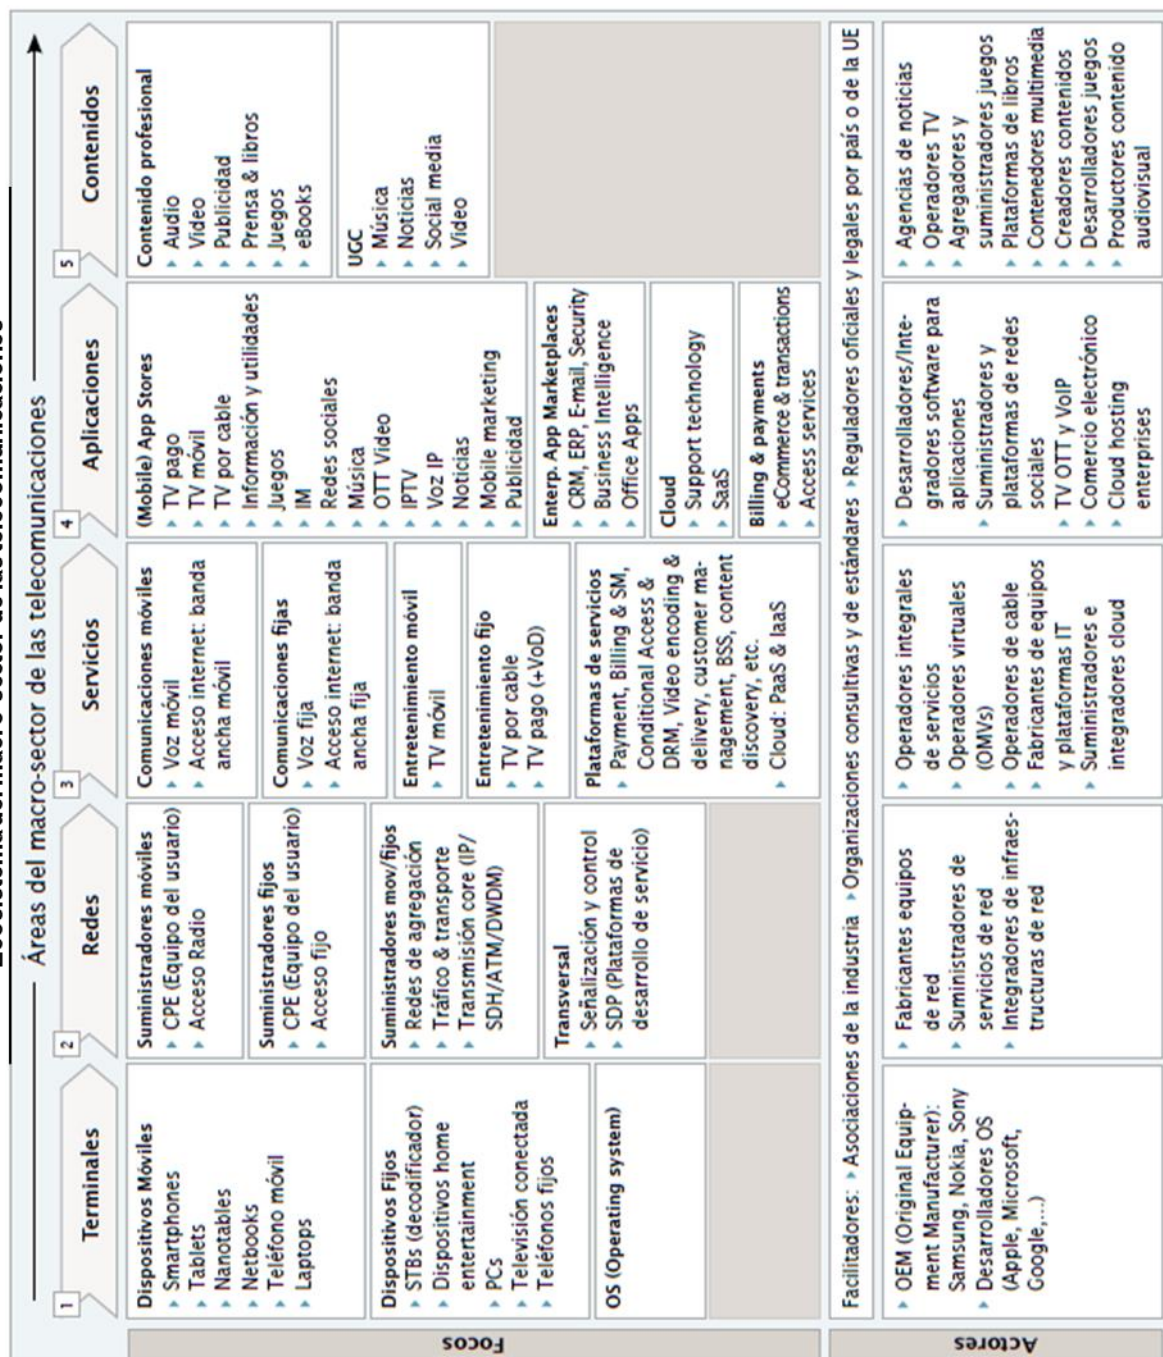 Ecosistema del macro-sector de las telecomunicaciones
Áreas del macro-sector de las telecomunicaciones
1
Terminales
2
Redes
3
Servicios
4
Aplicaciones
5
Contenidos
Focos
Dispositivos Móviles
Smartphones
Tablets
Nanotables
Netbooks
Teléfono móvil
Laptops
Dispositivos Fijos
STBs (decodificador)
Dispositivos home
entertainment
PCs
Televisión conectada
Teléfonos fijos
OS (Operating system)
Suministradores móviles
CPE (Equipo del usuario)
Acceso Radio
Suministradores fijos
CPE (Equipo del usuario)
Acceso fijo
Suministradores mov/fijos
Redes de agregación
Tráfico & transporte
Transmisión core (IP/
SDH/ATM/DWDM)
Transversal
Señalización y control
SDP (Plataformas de
desarrollo de servicio)
Comunicaciones móviles
Voz móvil
Acceso internet: banda
ancha móvil
Comunicaciones fijas
Voz fija
Acceso internet: banda
ancha fija
Entretenimiento móvil
TV móvil
Entretenimiento fijo
TV por cable
TV pago (+VoD)
Plataformas de servicios
Payment, Billing & SM,
Conditional Access &
DRM, Video encoding &
delivery, customer ma-
nagement, BSS, content
discovery, etc.
Cloud: PaaS & IaaS
(Mobile) App Stores
TV pago
TV móvil
TV por cable
Información y utilidades
Juegos
IM
Redes sociales
Música
OTT Video
IPTV
Voz IP
Noticias
Mobile marketing
Publicidad
Enterp. App Marketplaces
CRM, ERP, E-mail, Security
Business Intelligence
Office Apps
Cloud
Support technology
SaaS
Billing & payments
eCommerce & transactions
Access services
Contenido profesional
Audio
Video
Publicidad
Prensa & libros
Juegos
eBooks
UGC
Música
Noticias
Social media
Video
Facilitadores: Asociaciones de la industria Organizaciones consultivas y de estándares Reguladores oficiales y legales por país o de la UE
Actores
OEM (Original Equip-
ment Manufacturer):
Samsung, Nokia, Sony
Desarrolladores OS
(Apple, Microsoft,
Google,...)
Fabricantes equipos
de red
Suministradores de
servicios de red
Integradores de infraes-
tructuras de red
Operadores integrales
de servicios
Operadores virtuales
(OMVs)
Operadores de cable
Fabricantes de equipos
y plataformas IT
Suministradores e
integradores cloud
Desarrolladores/Inte-
gradores software para
aplicaciones
Suministradores y
plataformas de redes
sociales
TV OTT y VoIP
Comercio electrónico
Cloud hosting
enterprises
Agencias de noticias
Operadores TV
Agregadores y
suministradores juegos
Plataformas de libros
Contenedores multimedia
Creadores contenidos
Desarrolladores juegos
Productores contenido
audiovisual